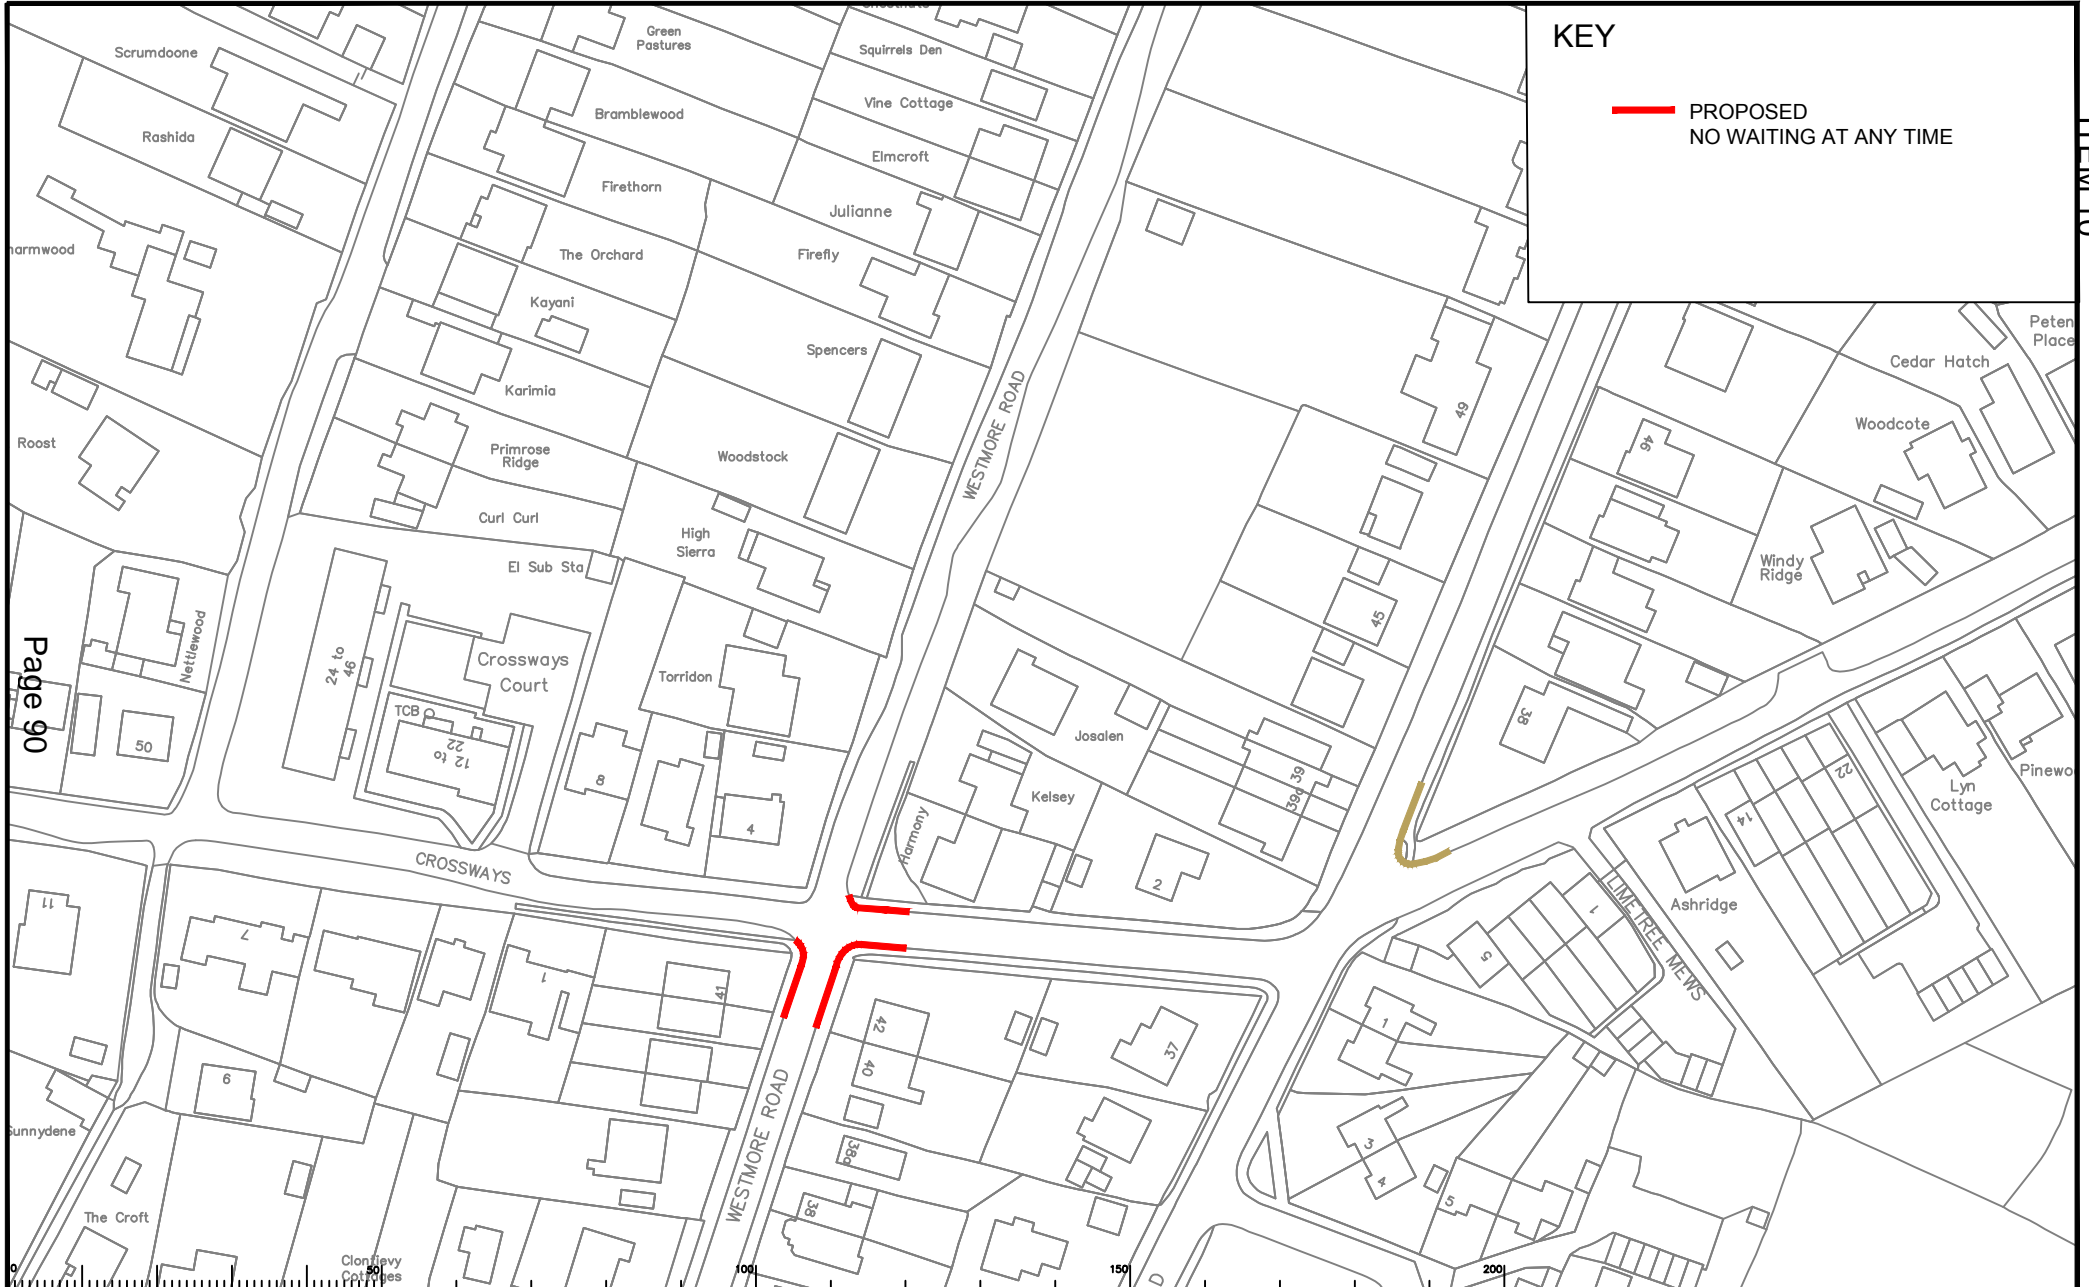 KEY
PROPOSED
NO WAITING AT ANY TIME
Scrumdoone
Green
Pastures
Squirrels Den
Vine Cottage
Bramblewood
Rashida
Elmcroft
Firethorn
Julianne
The Orchard
Firefly
Kayani
Spencers
Karimia
Roost
Primrose
Ridge
Woodstock
WESTMORE ROAD
Curl Curl
High
Sierra
El Sub Sta
Nettlewood
24 to
46
Crossways
Court
Torridon
TCB
12 to
22
50
8
4
Josalen
Kelsey
Harmony
2
39
39a
45
49
46
38
Cedar Hatch
Peten
Place
Woodcote
Windy
Ridge
Lyn
Cottage
Pinewo
22
14
Ashridge
LIMETREE MEWS
1
5
CROSSWAYS
11
7
1
41
42
40
38a
38
37
1
3
4
5
6
Sunnydene
The Croft
WESTMORE ROAD
Clontievy
Cottages
D
0
50
100
150
200
Page 90